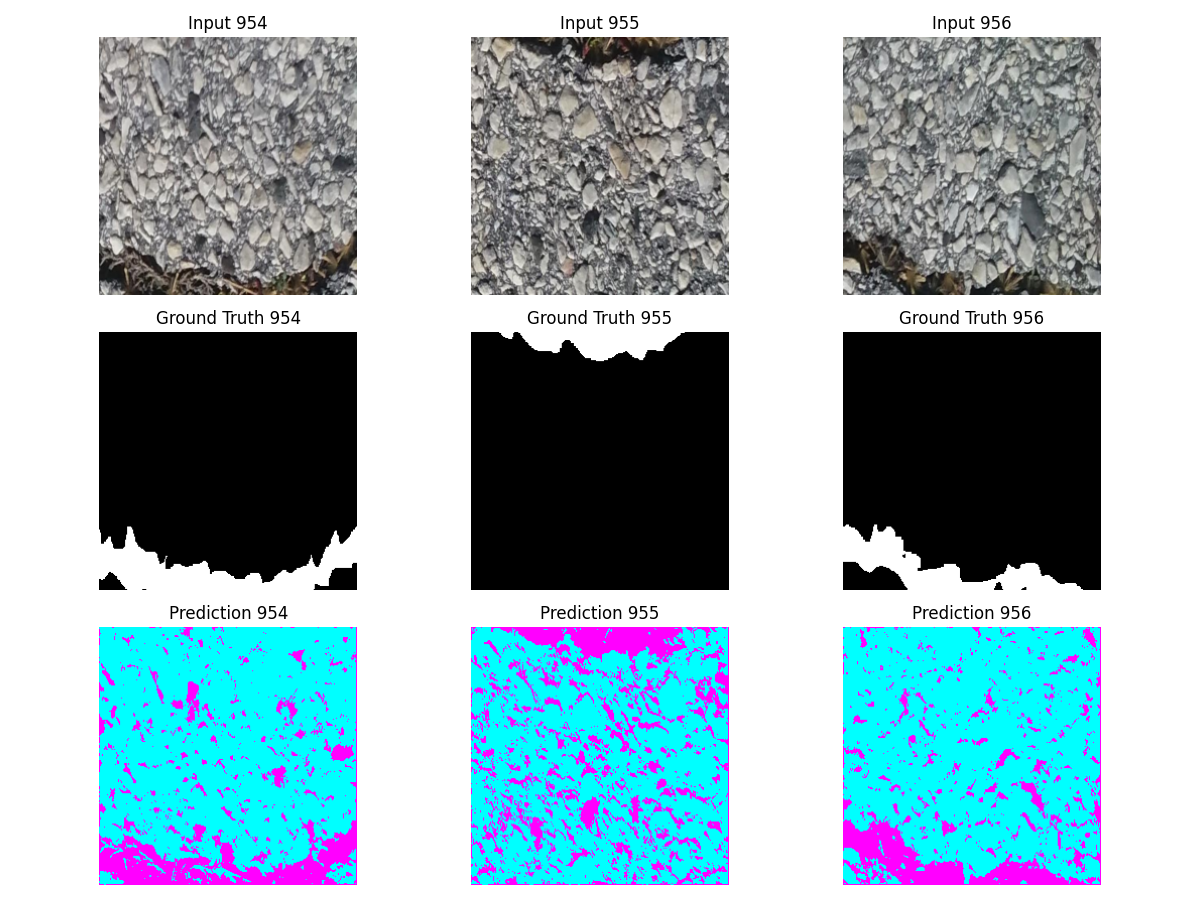 Input 954
Input 955
Input 956
Ground Truth 954
Ground Truth 955
Ground Truth 956
Prediction 954
Prediction 955
Prediction 956